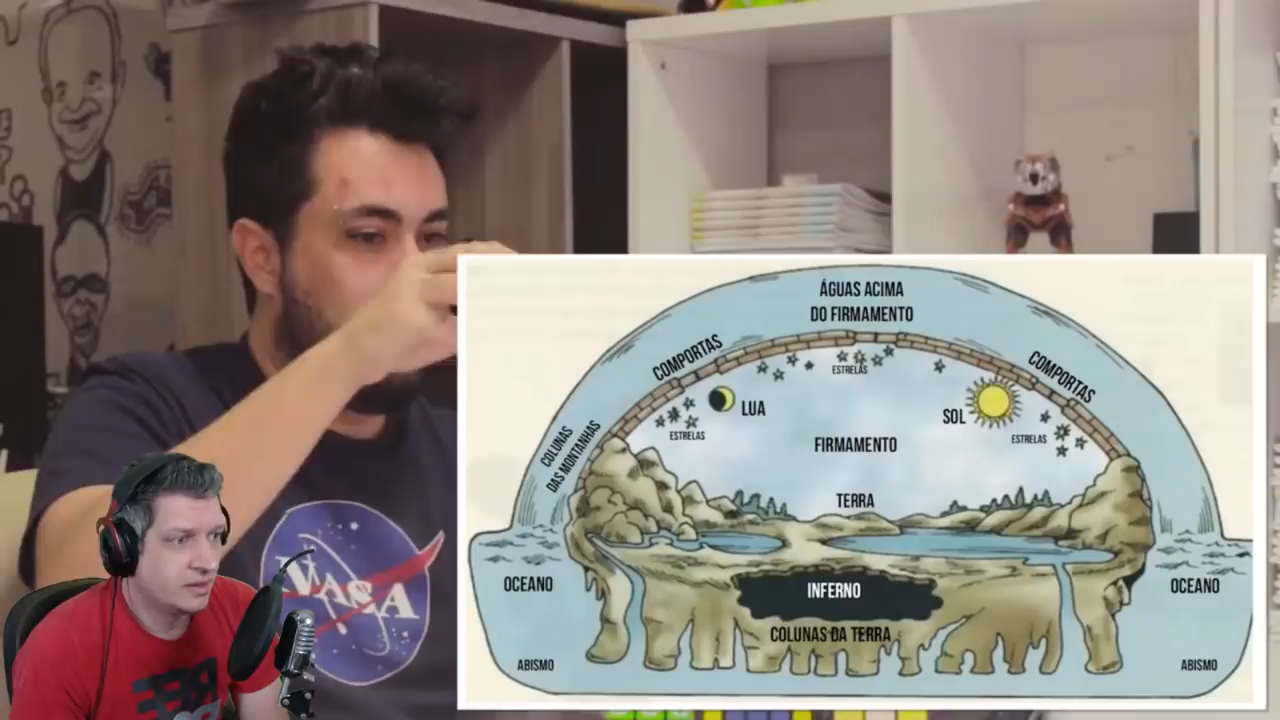 ÁGUAS ACIMA
DO FIRMAMENTO
COMPORTAS
COMPORTAS
ESTRELAS
LUA
SOL
COLUNAS
DAS MONTANHAS
ESTRELAS
ESTRELAS
FIRMAMENTO
TERRA
OCEANO
INFERNO
OCEANO
COLUNAS DA TERRA
ABISMO
ABISMO
VASA